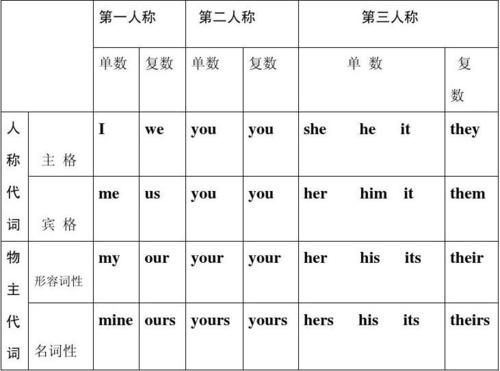 第一人称 第二人称 第三人称
单数 复数 单数 复数 单 数 复
数
人
称
代
词
主 格
I we you you she he it they
宾 格
me us you you her him it them
物
主
代
词
形容词性
my our your your her his its their
名词性
mine ours yours yours hers his its theirs